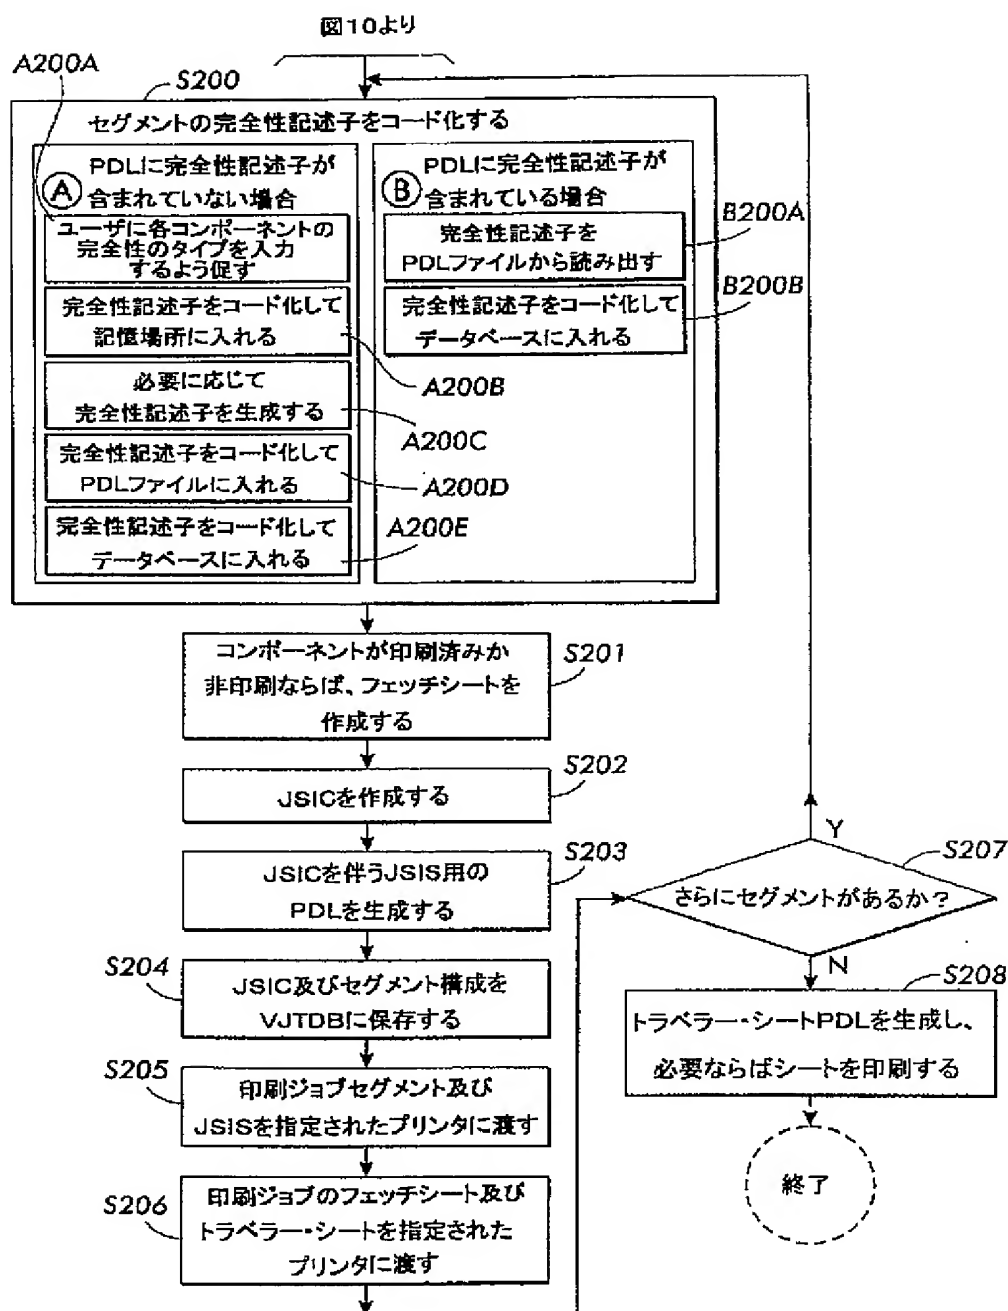 図10より
A200A
S200
セグメントの完全性記述子をコード化する
A
PDLに完全性記述子が
含まれていない場合
ユーザに各コンポーネントの
完全性のタイプを入力
するよう促す
完全性記述子をコード化して
記憶場所に入れる
A200B
必要に応じて
完全性記述子を生成する
A200C
完全性記述子をコード化して
PDLファイルに入れる
A200D
完全性記述子をコード化して
データベースに入れる
A200E
B
PDLに完全性記述子が
含まれている場合
完全性記述子を
PDLファイルから読み出す
B200A
完全性記述子をコード化して
データベースに入れる
B200B
コンポーネントが印刷済みか
非印刷ならば、フェッチシートを
作成する
S201
JSICを作成する
S202
JSICを伴うJSIS用の
PDLを生成する
S203
S204
JSIC及びセグメント構成を
VJTDBに保存する
S205
印刷ジョブセグメント及び
JSISを指定されたプリンタに渡す
S206
印刷ジョブのフェッチシート及び
トラベラー・シートを指定された
プリンタに渡す
Y
S207
さらにセグメントがあるか?
N
S208
トラベラー・シートPDLを生成し、
必要ならばシートを印刷する
終了